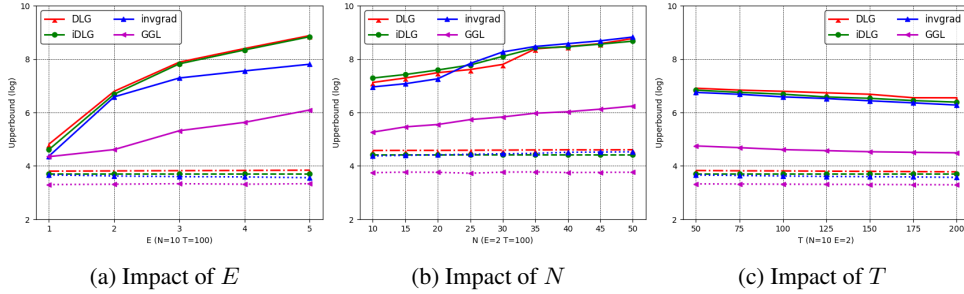 DLG
iDLG
invgrad
GGL
Upperbound (log)
10
8
6
4
2
1 2 3 4 5
E (N=10 T=100)
(a) Impact of E
DLG
iDLG
invgrad
GGL
Upperbound (log)
10
8
6
4
2
10 15 20 25 30 35 40 45 50
N (E=2 T=100)
(b) Impact of N
DLG
iDLG
invgrad
GGL
Upperbound (log)
10
8
6
4
2
50 75 100 125 150 175 200
T (N=10 E=2)
(c) Impact of T